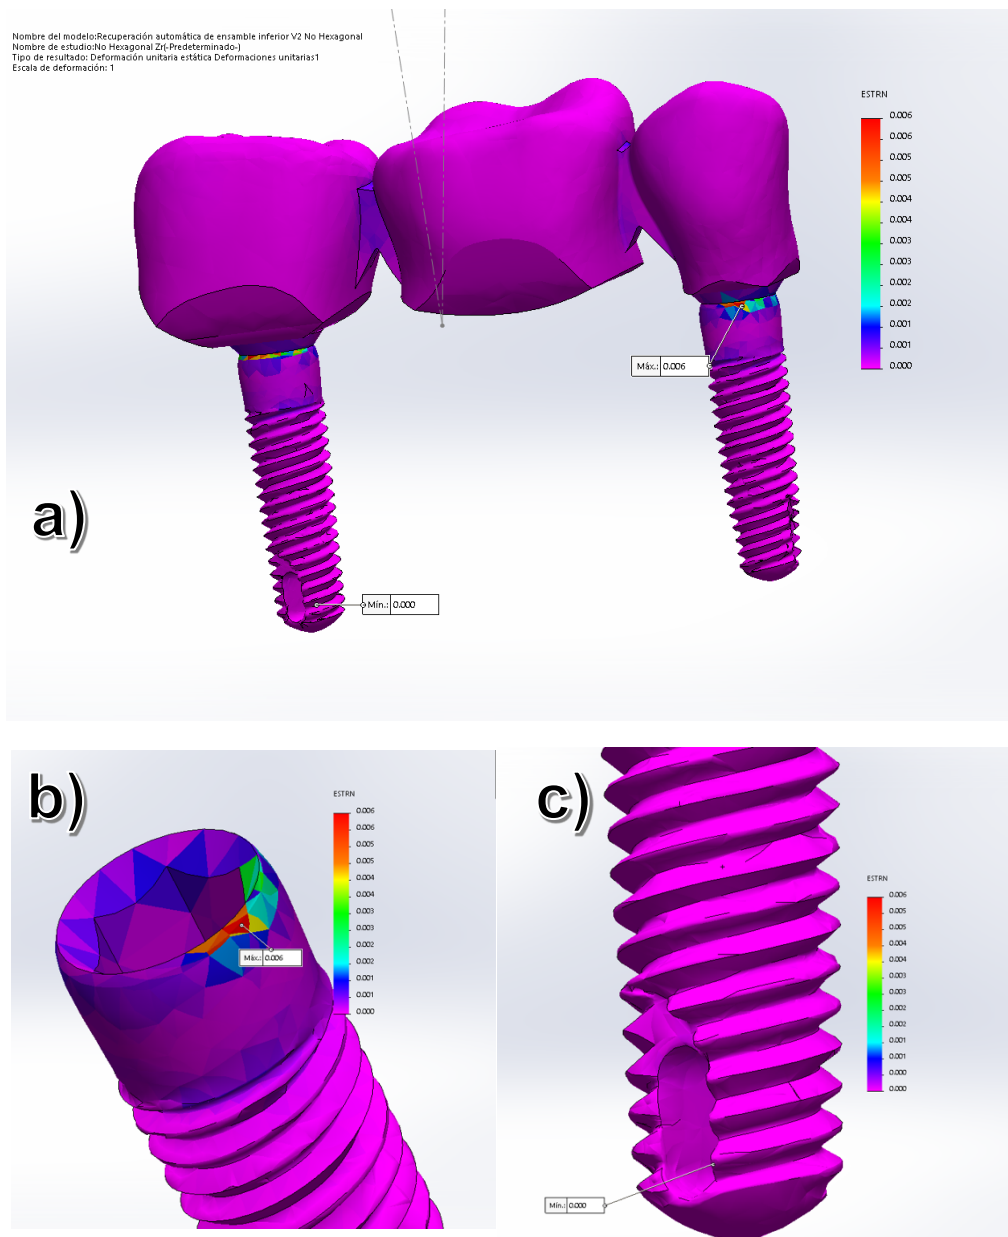 Nombre del modelo:Recuperación automática de ensamble inferior V2 No Hexagonal
Nombre de estudio:No Hexagonal Zr(-Predeterminado-)
Tipo de resultado: Deformación unitaria estática Deformaciones unitarias1
Escala de deformación: 1
ESTRN
0.006
0.006
0.005
0.004
0.004
0.003
0.003
0.002
0.002
0.001
0.001
0.000
Máx.: 0.006
a)
Mín.: 0.000
b)
ESTRN
0.006
0.006
0.005
0.004
0.004
0.003
0.003
0.002
0.002
0.001
0.001
0.000
Máx.: 0.006
c)
ESTRN
0.006
0.005
0.005
0.004
0.004
0.003
0.003
0.002
0.002
0.001
0.001
0.000
0.000
Mín.: 0.000